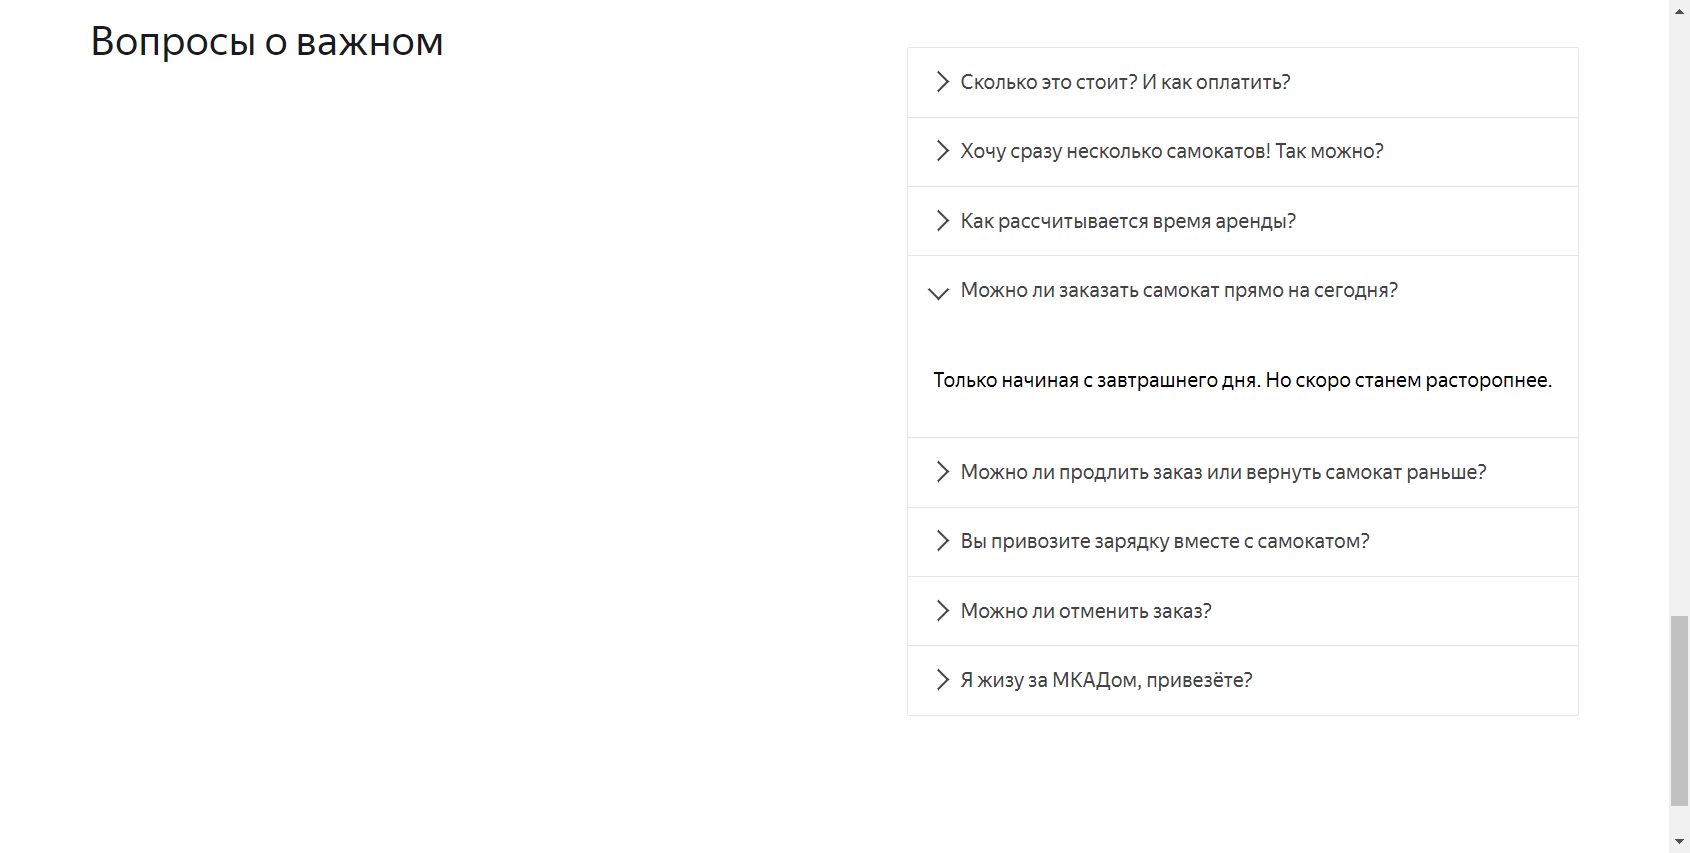 Вопросы о важном
Сколько это стоит? И как оплатить?
Хочу сразу несколько самокатов! Так можно?
Как рассчитывается время аренды?
Можно ли заказать самокат прямо на сегодня?
Только начиная с завтрашнего дня. Но скоро станем расторопнее.
Можно ли продлить заказ или вернуть самокат раньше?
Вы привозите зарядку вместе с самокатом?
Можно ли отменить заказ?
Я жизу за МКАДом, привезёте?